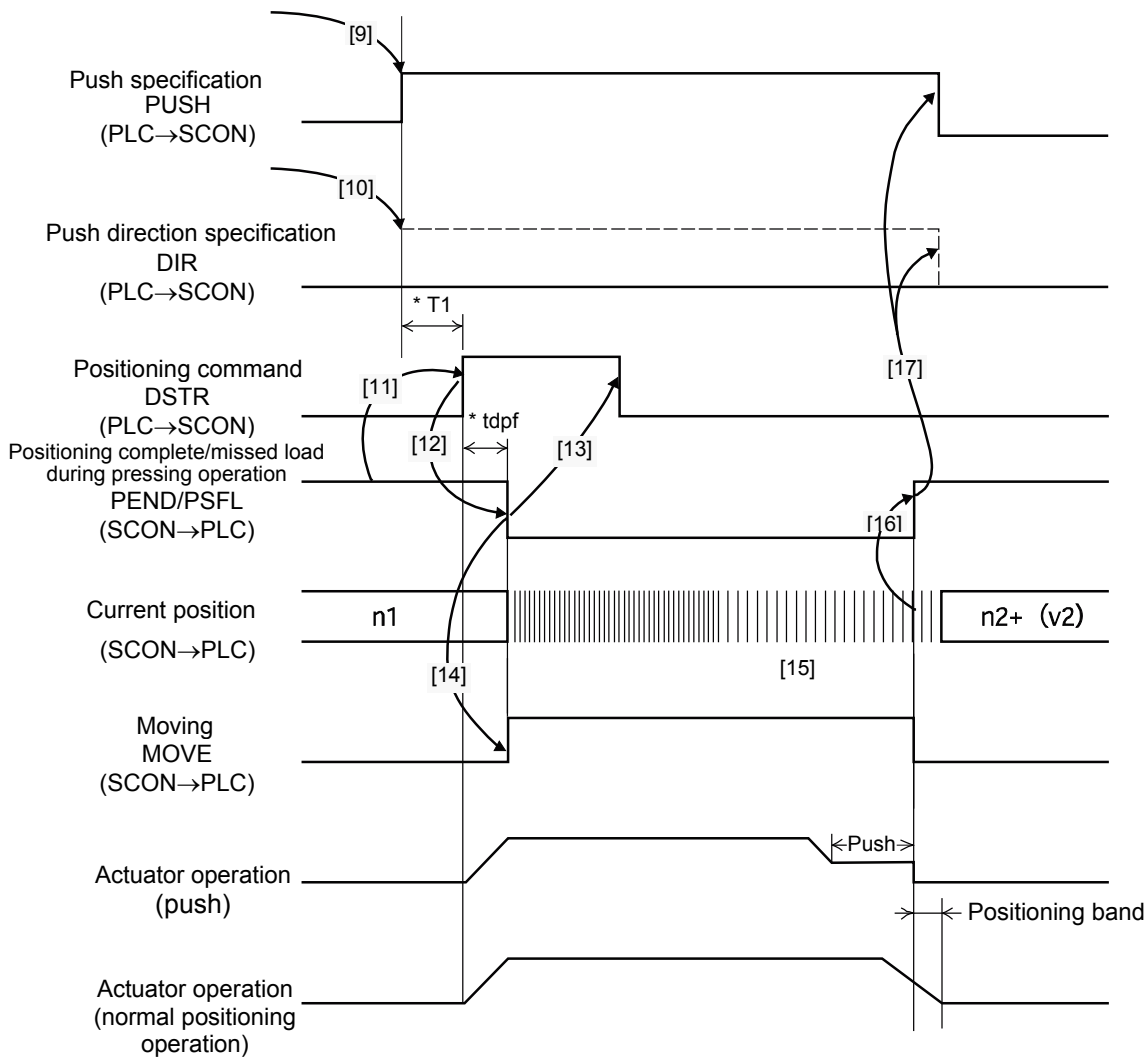 [9]
Push specification
PUSH
(PLC→SCON)
[10]
Push direction specification
DIR
(PLC→SCON)
* T1
Positioning command
DSTR
(PLC→SCON)
[11]
[12]
* tdpf
[13]
[17]
Positioning complete/missed load
during pressing operation
PEND/PSFL
(SCON→PLC)
[16]
Current position
(SCON→PLC)
n1
n2+ (v2)
[15]
[14]
Moving
MOVE
(SCON→PLC)
Push
Actuator operation
(push)
Positioning band
Actuator operation
(normal positioning
operation)